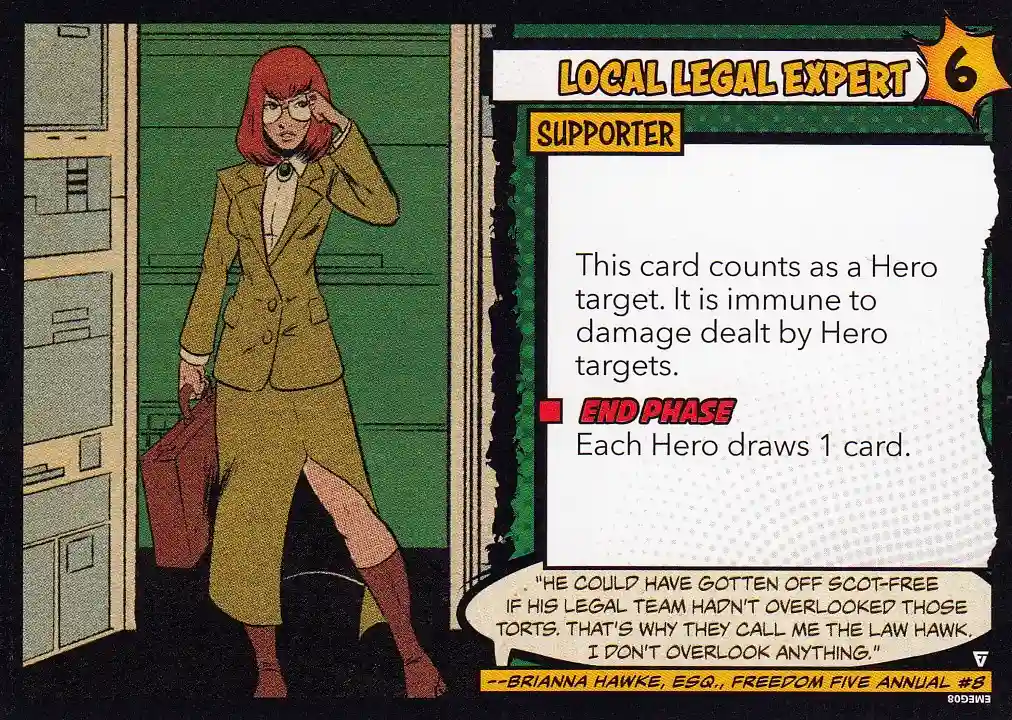 LOCAL LEGAL EXPERT
6
SUPPORTER
This card counts as a Hero
target. It is immune to
damage dealt by Hero
targets.
END PHASE
Each Hero draws 1 card.
"HE COULD HAVE GOTTEN OFF SCOT-FREE
IF HIS LEGAL TEAM HADN'T OVERLOOKED THOSE
TORTS. THAT'S WHY THEY CALL ME THE LAW HAWK.
I DON'T OVERLOOK ANYTHING."
--BRIANNA HAWKE, ESQ., FREEDOM FIVE ANNUAL #8
EMEG08